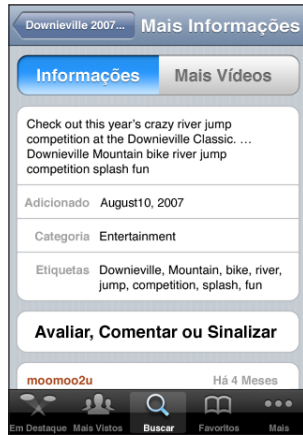 Downieville 2007... Mais Informações
Informações Mais Vídeos
Check out this year's crazy river jump
competition at the Downieville Classic. ...
Downieville Mountain bike river jump
competition splash fun
Adicionado August10, 2007
Categoria Entertainment
Etiquetas Downieville, Mountain, bike, river,
jump, competition, splash, fun
Avaliar, Comentar ou Sinalizar
moomoo2u Há 4 Meses
Em Destaque Mais Vistos Buscar Favoritos Mais